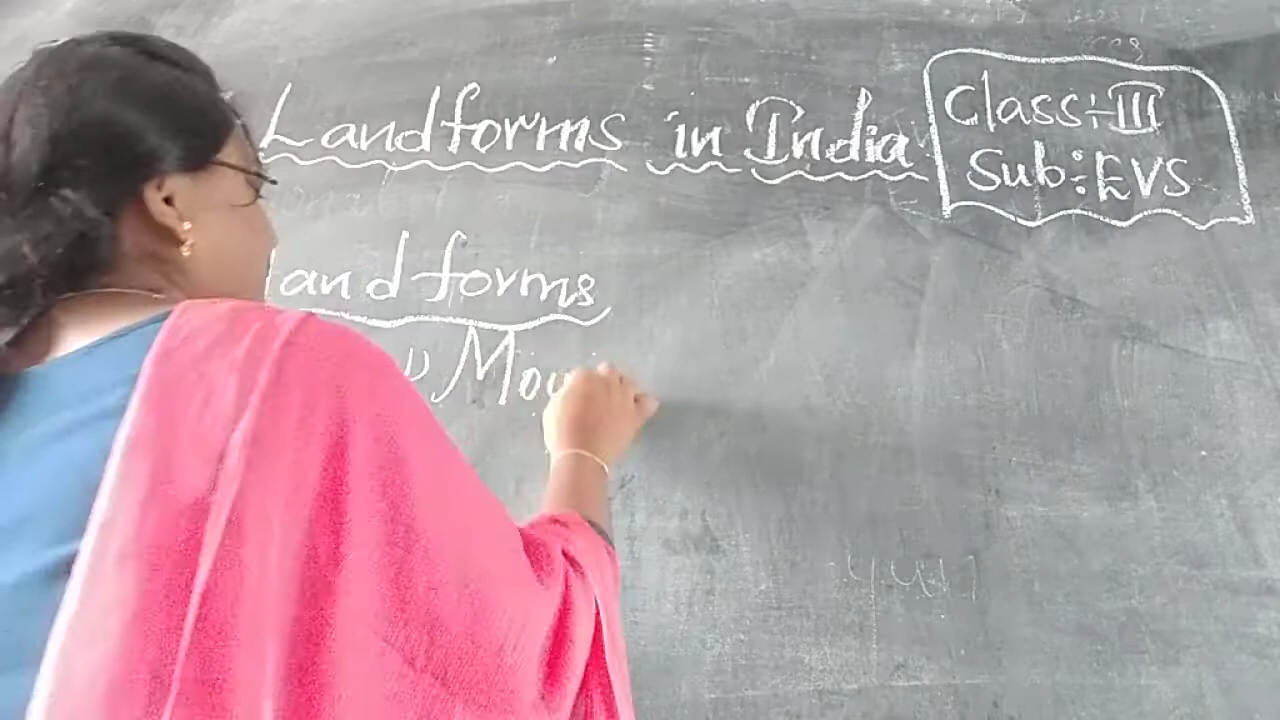 Landforms in India
Class:-III
Sub:-EVS
landforms
1) Mou